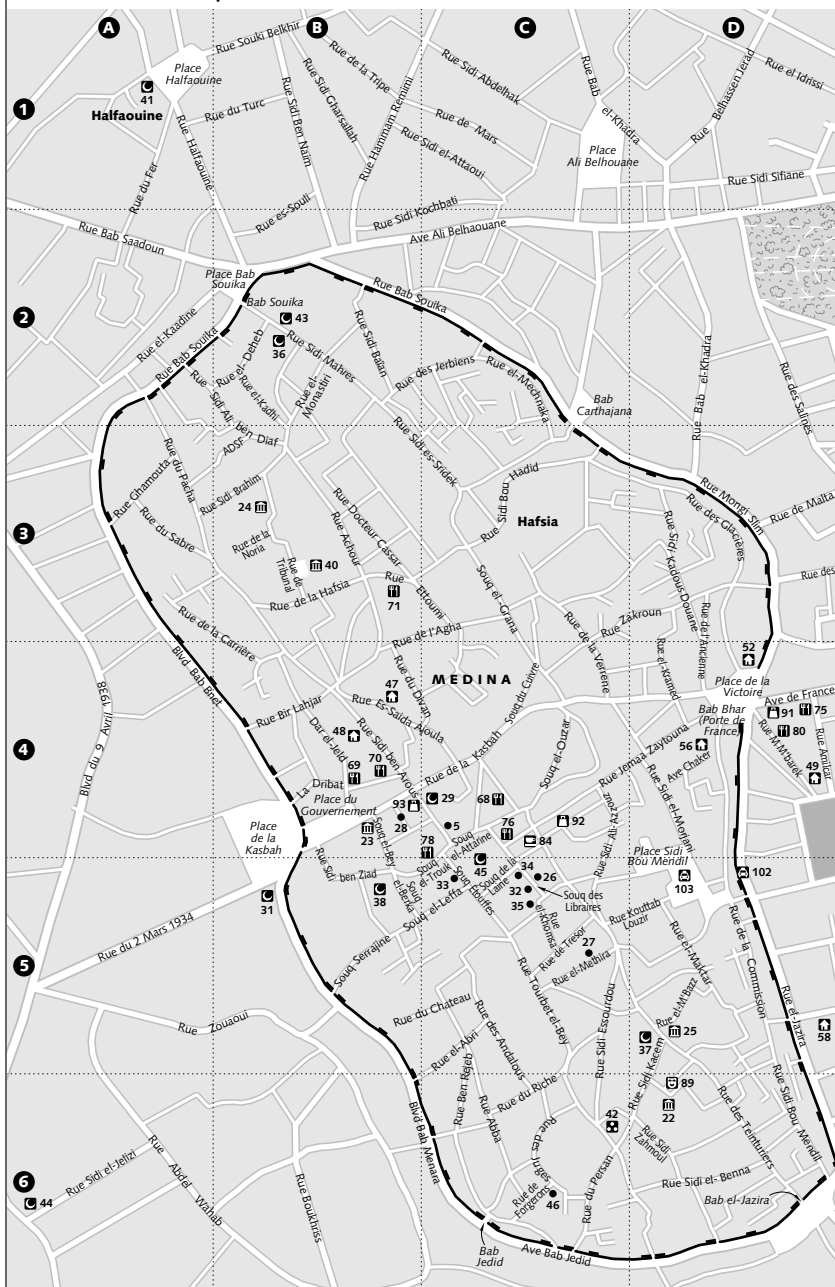 A
B
C
D
1
2
3
4
5
6
Place
Halfaouine
41
Halfaouine
Rue Souki Belkhir
Rue du Turc
Rue Halfaouine
Rue du Fer
Rue Sidi Ben Naim
Rue Sidi Gharsallah
Rue de la Tripe
Rue Hammam Remimi
Rue Sidi Abdelhak
Rue de Mars
Rue Sidi el-Attaoui
Rue Sidi Kochbati
Rue es-Souli
Rue Bab
el-Khadra
Place
Ali Belhouane
Rue Belhassen Jerad
Rue el Idrissi
Rue Sidi Sifiane
Rue Bab Saadoun
Ave Ali Belhaouane
Place Bab
Souika
Bab Souika
43
36
Rue Bab Souika
Rue el-Kaadine
Rue Bab Souika
Rue el-Deheb
Rue Sidi Mahres
Rue el-Kadhi
Rue el-
Monastiri
Rue Sidi Baïan
Rue Sidi Ali
ben Diaf
ADSF
Rue des Jerbiens
Rue el-Mechnaka
Bab
Carthajana
Rue Bab el-Khadra
Rue des Salines
Rue du Pacha
Rue Ghamouta
Rue Sidi Brahim
24
Rue du Sabre
Rue de la
Noria
Rue de
Tribunal
40
Rue Achour
Rue Docteur Cassar
Rue Sidi es-Sridek
Rue Sidi Bou Hadid
Hafsia
Rue Mongi Slim
Rue des Glacières
Rue de Malta
Rue Sidi Kadous
Douane
Rue des
Rue
71
Ettoumi
Rue de la Hafsia
Rue de l'Agha
Souq el-Grana
Rue de la Verrerie
Rue Zakroun
Rue el-Kramed
Rue de l'Ancienne
52
Rue de la Carrière
Blvd Bab Bnet
Blvd du 9 Avril 1938
MEDINA
47
Rue du Divan
Rue Bir Lahjar
Rue Es-Saida Ajoula
Souq du Cuivre
Place de la
Victoire
Ave de France
Bab Bhar
(Porte de
France)
91
75
80
Rue M.M'barek
Rue Amilcar
49
56
Ave Chaker
48
Dar el-Jeld
Rue Sidi ben Arous
69
70
Rue de la Kasbah
Souq el-Ouzar
Rue Jemaa Zaytouna
La Dribat
Place du
Gouvernement
93
29
68
28
5
76
92
84
Place
de la
Kasbah
23
Souq el-Bey
78
Souq
el-Trouk
Souq
el-Attarine
45
Rue Sidi Ali Azzouz
Rue Sidi el-Morjani
Place Sidi
Bou Mendil
103
102
Rue Sidi
ben Ziad
38
Souq
el-Berka
33
Souq el-Leffa
Souq
Etouffes
Souq de la
Laine
34
26
32
35
Souq des
Libraires
31
Rue du 2 Mars 1934
Souq Serrajine
Rue
el-Khomsa
Rue de Tresor
27
Rue el-Methira
Rue Kouttab
Louzir
Rue el-Maktar
Rue de la Commission
Rue el-Jazira
58
Rue Zouaoui
Rue du Chateau
Rue des Andalous
Rue Tourbet el-Bey
Rue Sidi Essourdou
37
Rue el-M'Bazz
25
Rue Sidi Kacem
89
22
Rue el-Abri
Rue Ben Rejeb
Rue Abba
Rue du Riche
42
Rue Sidi
Zahmoul
Rue des Teinturiers
Rue Sidi Bou Mendil
Rue Sidi el-Jelizi
Rue Abdel Wahab
Rue Boukhriss
Blvd Bab Menara
Rue des Juges
Rue de
Forgerons
46
Rue du Persan
Rue Sidi el-Benna
Bab el-Jazira
44
Bab
Jedid
Ave Bab Jedid